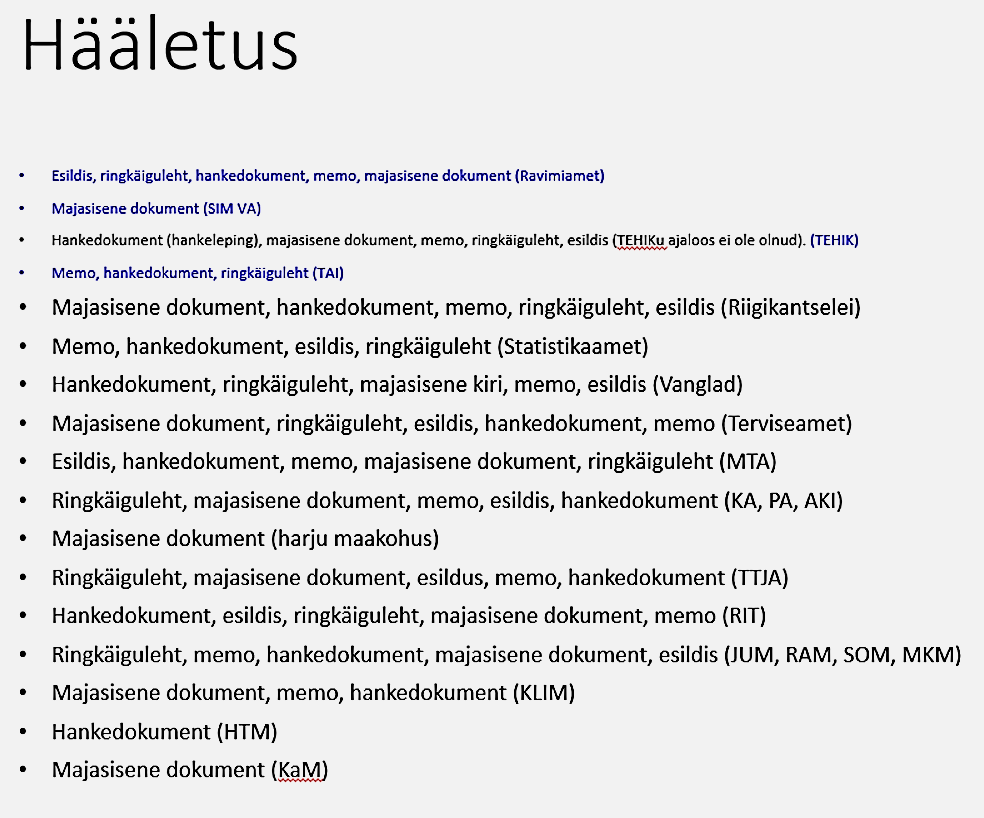 Hääletus
• Esildis, ringkäiguleht, hankedokument, memo, majasisene dokument (Ravimiamet)
• Majasisene dokument (SIM VA)
• Hankedokument (hankeleping), majasisene dokument, memo, ringkäiguleht, esildis (TEHIKu ajaloos ei ole olnud). (TEHIK)
• Memo, hankedokument, ringkäiguleht (TAI)
• Majasisene dokument, hankedokument, memo, ringkäiguleht, esildis (Riigikantselei)
• Memo, hankedokument, esildis, ringkäiguleht (Statistikaamet)
• Hankedokument, ringkäiguleht, majasisene kiri, memo, esildis (Vanglad)
• Majasisene dokument, ringkäiguleht, esildis, hankedokument, memo (Terviseamet)
• Esildis, hankedokument, memo, majasisene dokument, ringkäiguleht (MTA)
• Ringkäiguleht, majasisene dokument, memo, esildis, hankedokument (KA, PA, AKI)
• Majasisene dokument (harju maakohus)
• Ringkäiguleht, majasisene dokument, esildus, memo, hankedokument (TTJA)
• Hankedokument, esildis, ringkäiguleht, majasisene dokument, memo (RIT)
• Ringkäiguleht, memo, hankedokument, majasisene dokument, esildis (JUM, RAM, SOM, MKM)
• Majasisene dokument, memo, hankedokument (KLIM)
• Hankedokument (HTM)
• Majasisene dokument (KaM)